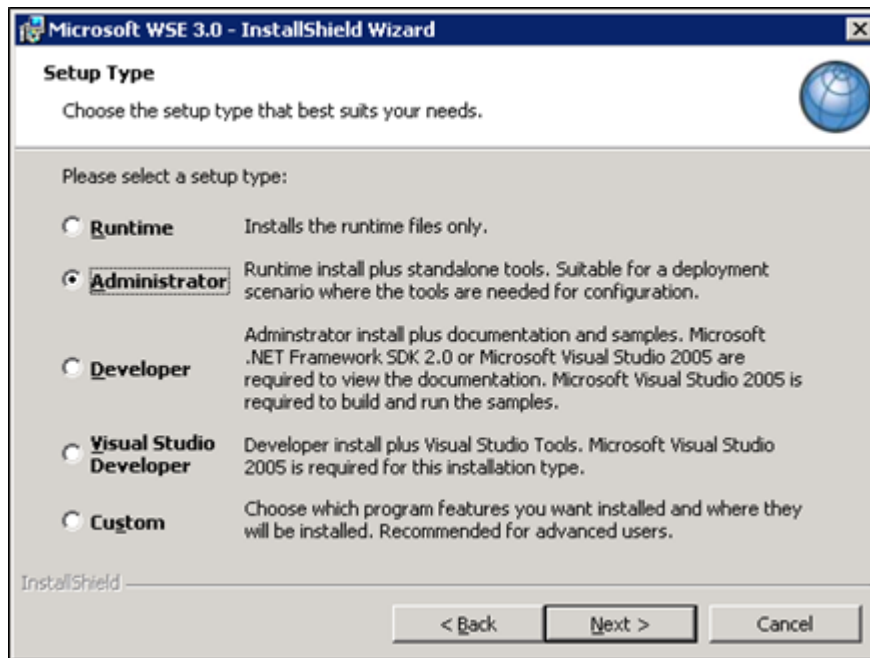 Microsoft WSE 3.0 - InstallShield Wizard
Setup Type
Choose the setup type that best suits your needs.
Please select a setup type:
Runtime
Installs the runtime files only.
Administrator
Runtime install plus standalone tools. Suitable for a deployment
scenario where the tools are needed for configuration.
Developer
Adminstrator install plus documentation and samples. Microsoft
.NET Framework SDK 2.0 or Microsoft Visual Studio 2005 are
required to view the documentation. Microsoft Visual Studio 2005 is
required to build and run the samples.
Visual Studio
Developer
Developer install plus Visual Studio Tools. Microsoft Visual Studio
2005 is required for this installation type.
Custom
Choose which program features you want installed and where they
will be installed. Recommended for advanced users.
InstallShield
< Back
Next >
Cancel